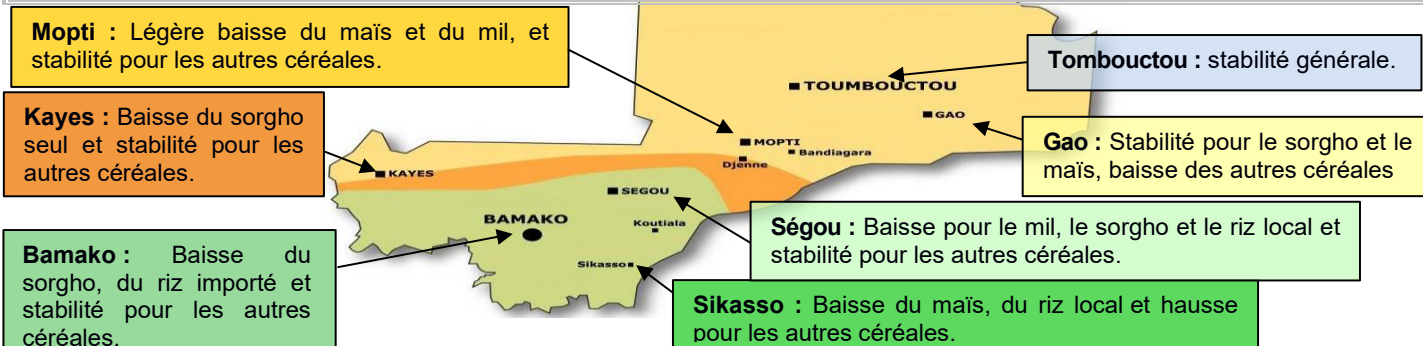 Mopti : Légère baisse du maïs et du mil, et
stabilité pour les autres céréales.
Tombouctou : stabilité générale.
TOUMBOUCTOU
Kayes : Baisse du sorgho
seul et stabilité pour les
autres céréales.
GAO
Gao : Stabilité pour le sorgho et le
maïs, baisse des autres céréales
MOPTI
Bandiagara
Djenne
KAYES
SEGOU
BAMAKO
Koutiala
Ségou : Baisse pour le mil, le sorgho et le riz local et
stabilité pour les autres céréales.
Bamako : Baisse du
sorgho, du riz importé et
stabilité pour les autres
céréales.
Sikasso
Sikasso : Baisse du maïs, du riz local et hausse
pour les autres céréales.